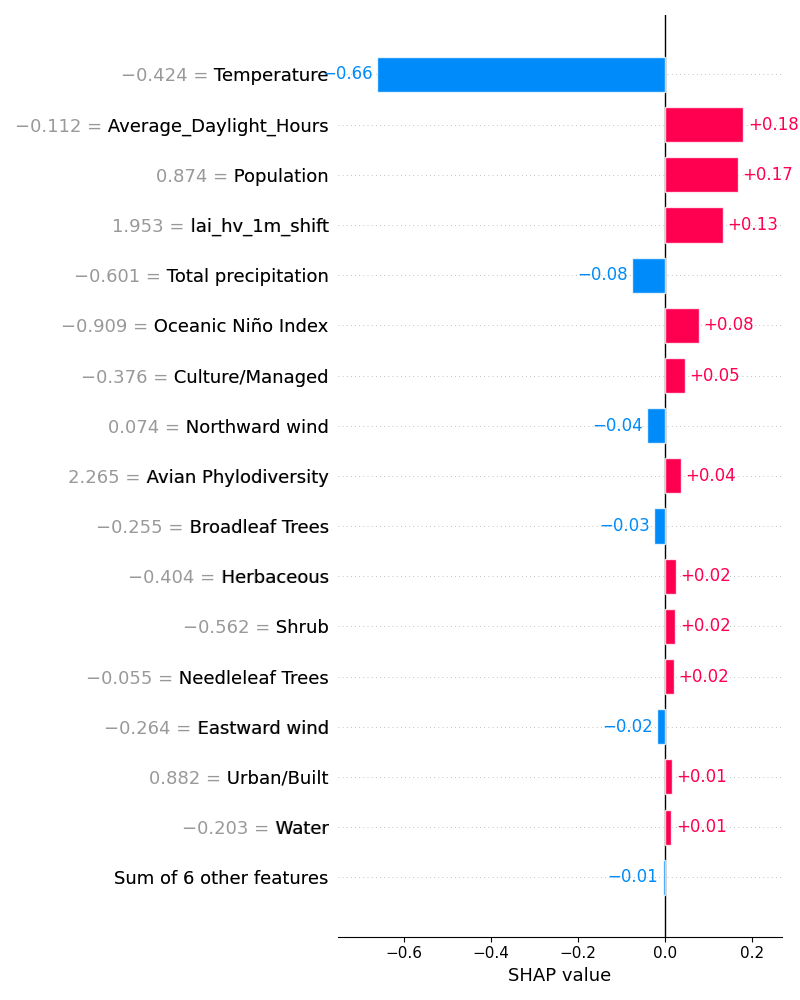 −0.424 = Temperature −0.66
−0.112 = Average_Daylight_Hours +0.18
0.874 = Population +0.17
1.953 = lai_hv_1m_shift +0.13
−0.601 = Total precipitation −0.08
−0.909 = Oceanic Niño Index +0.08
−0.376 = Culture/Managed +0.05
0.074 = Northward wind −0.04
2.265 = Avian Phylodiversity +0.04
−0.255 = Broadleaf Trees −0.03
−0.404 = Herbaceous +0.02
−0.562 = Shrub +0.02
−0.055 = Needleleaf Trees +0.02
−0.264 = Eastward wind −0.02
0.882 = Urban/Built +0.01
−0.203 = Water +0.01
Sum of 6 other features −0.01
−0.6 −0.4 −0.2 0.0 0.2
SHAP value